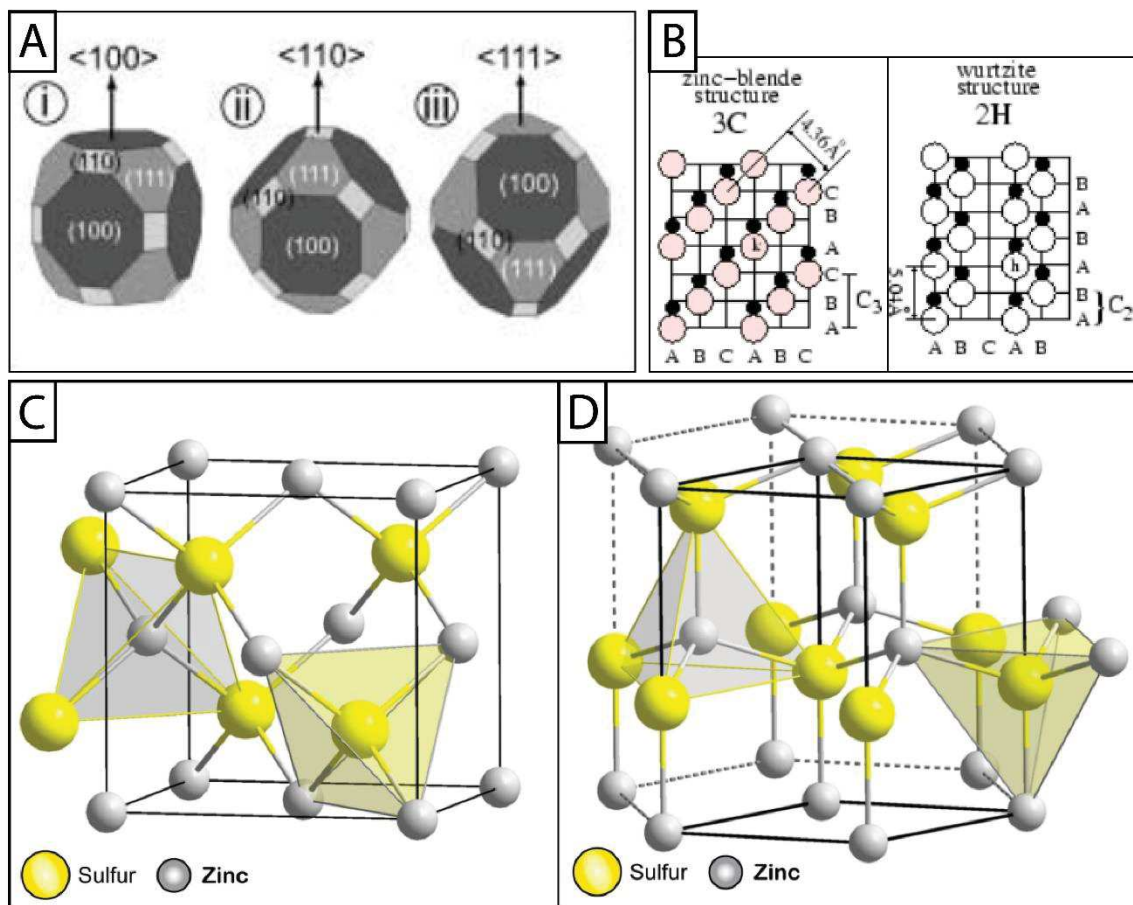 A
<100>
<110>
<111>
i
ii
iii
(110)
(111)
(100)
(111)
(110)
(100)
(100)
(110)
(111)
B
zinc-blende
structure
3C
4.36A°
C
B
A
C
B
A
C3
k
A B C A B C
wurtzite
structure
2H
B
A
B
A
B
A
C2
h
A B C A B
C
Sulfur
Zinc
D
Sulfur
Zinc